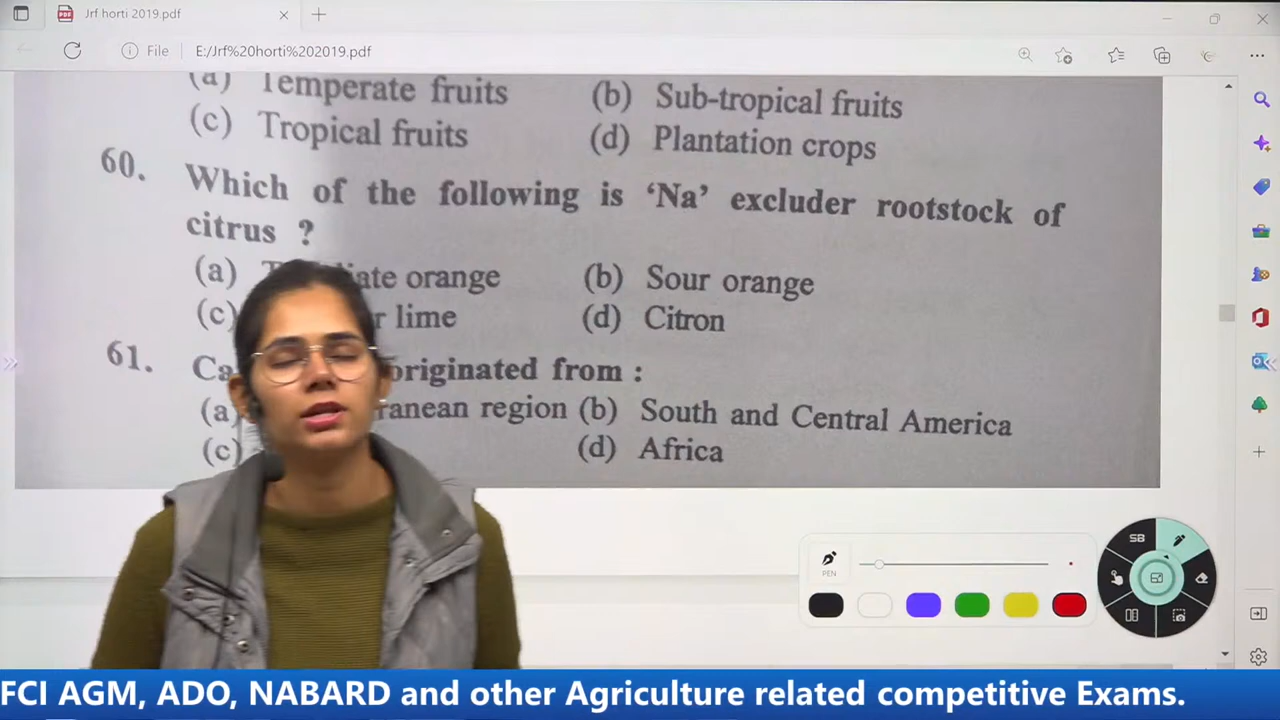 Jrf horti 2019.pdf
File E:/Jrf%20horti%202019.pdf
(a) Temperate fruits (b) Sub-tropical fruits
(c) Tropical fruits (d) Plantation crops
60. Which of the following is ‘Na’ excluder rootstock of
citrus ?
(a) orange (b) Sour orange
(c) lime (d) Citron
61. originated from :
(a) region (b) South and Central America
(c) (d) Africa
SB
PEN
FCI AGM, ADO, NABARD and other Agriculture related competitive Exams.